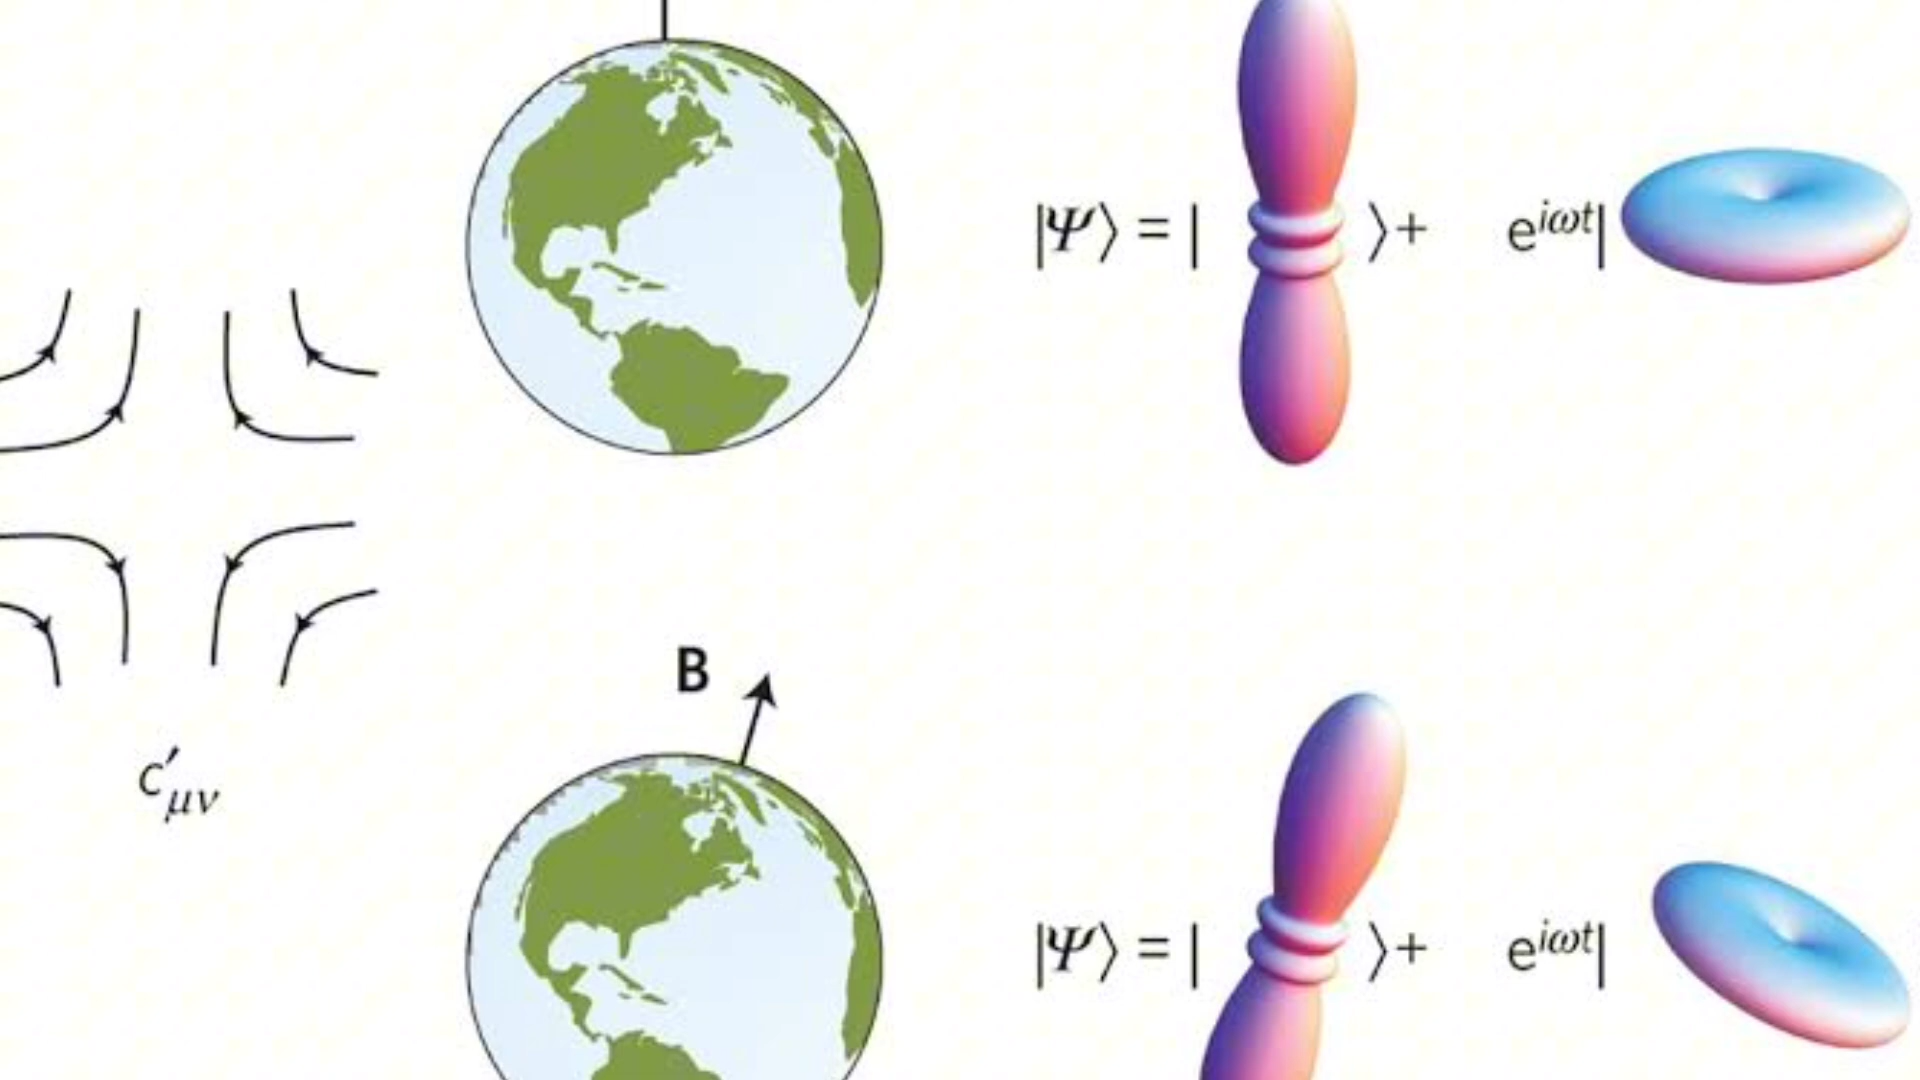 |Ψ⟩ = | ⟩ + e^{iωt}|
B
c′_{μν}
|Ψ⟩ = | ⟩ + e^{iωt}|